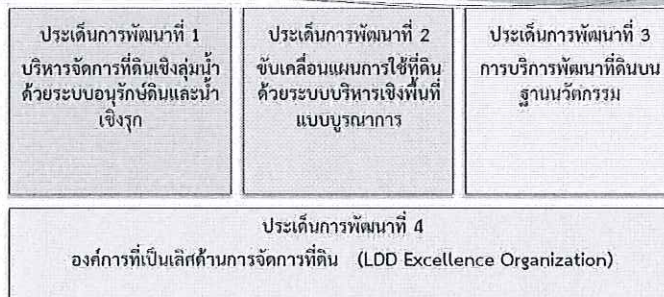 ประเด็นการพัฒนาที่ 1
บริหารจัดการที่ดินเชิงลุ่มน้ำ
ด้วยระบบอนุรักษ์ดินและน้ำ
เชิงรุก
ประเด็นการพัฒนาที่ 2
ขับเคลื่อนแผนการใช้ที่ดิน
ด้วยระบบบริหารเชิงพื้นที่
แบบบูรณาการ
ประเด็นการพัฒนาที่ 3
การบริการพัฒนาที่ดินบน
ฐานนวัตกรรม
ประเด็นการพัฒนาที่ 4
องค์การที่เป็นเลิศด้านการจัดการที่ดิน (LDD Excellence Organization)